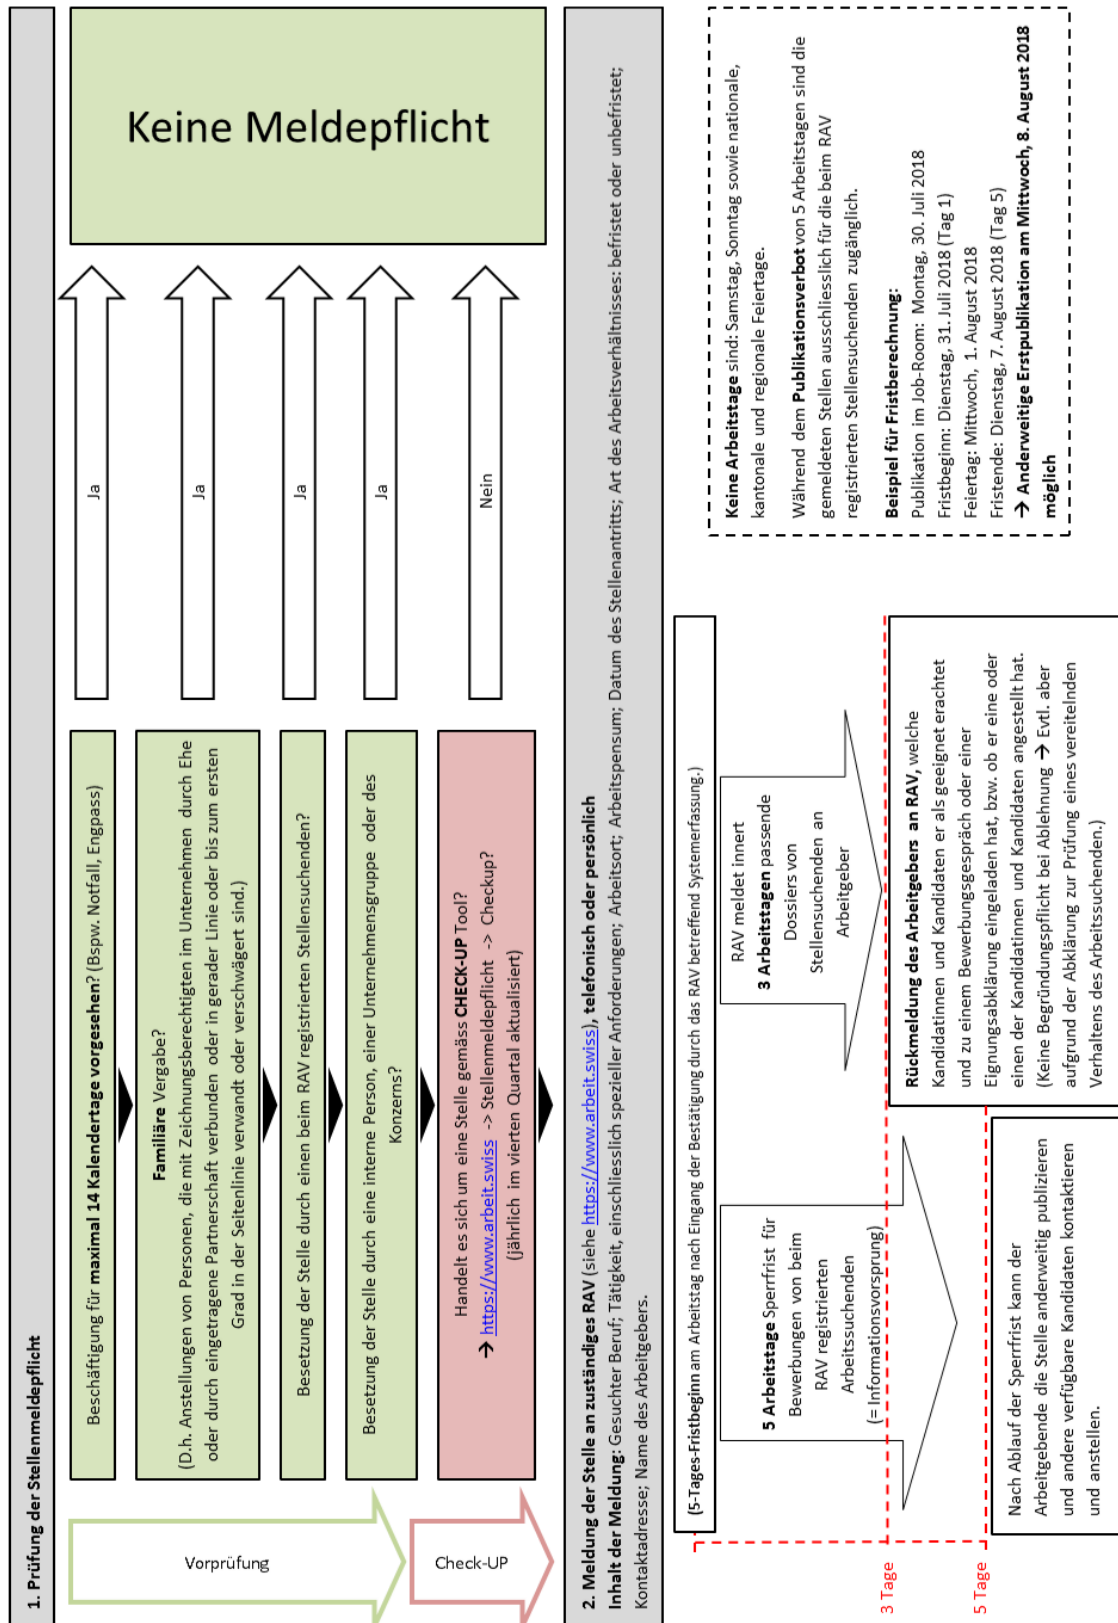 1. Prüfung der Stellenmeldepflicht
Vorprüfung
Beschäftigung für maximal 14 Kalendertage vorgesehen? (Bspw. Notfall, Engpass)
Ja
Keine Meldepflicht
Familiäre Vergabe?
(D.h. Anstellungen von Personen, die mit Zeichnungsberechtigten im Unternehmen durch Ehe
oder durch eingetragene Partnerschaft verbunden oder in gerader Linie oder bis zum ersten
Grad in der Seitenlinie verwandt oder verschwägert sind.)
Ja
Besetzung der Stelle durch einen beim RAV registrierten Stellensuchenden?
Ja
Besetzung der Stelle durch eine interne Person, einer Unternehmensgruppe oder des
Konzerns?
Ja
Check-UP
Handelt es sich um eine Stelle gemäss CHECK-UP Tool?
→ https://www.arbeit.swiss -> Stellenmeldepflicht -> Checkup?
(jährlich im vierten Quartal aktualisiert)
Nein
2. Meldung der Stelle an zuständiges RAV (siehe https://www.arbeit.swiss), telefonisch oder persönlich
Inhalt der Meldung: Gesuchter Beruf; Tätigkeit, einschliesslich spezieller Anforderungen; Arbeitsort; Arbeitspensum; Datum des Stellenantritts; Art des Arbeitsverhältnisses: befristet oder unbefristet;
Kontaktadresse; Name des Arbeitgebers.
(5-Tages-Fristbeginn am Arbeitstag nach Eingang der Bestätigung durch das RAV betreffend Systemerfassung.)
5 Arbeitstage Sperrfrist für
Bewerbungen von beim
RAV registrierten
Arbeitssuchenden
(= Informationsvorsprung)
RAV meldet innert
3 Arbeitstagen passende
Dossiers von
Stellensuchenden an
Arbeitgeber
3 Tage
Rückmeldung des Arbeitgebers an RAV, welche
Kandidatinnen und Kandidaten er als geeignet erachtet
und zu einem Bewerbungsgespräch oder einer
Eignungsabklärung eingeladen hat, bzw. ob er eine oder
einen der Kandidatinnen und Kandidaten angestellt hat.
(Keine Begründungspflicht bei Ablehnung → Evtl. aber
aufgrund der Abklärung zur Prüfung eines vereitelnden
Verhaltens des Arbeitssuchenden.)
5 Tage
Nach Ablauf der Sperrfrist kann der
Arbeitgebende die Stelle anderweitig publizieren
und andere verfügbare Kandidaten kontaktieren
und anstellen.
Keine Arbeitstage sind: Samstag, Sonntag sowie nationale,
kantonale und regionale Feiertage.
Während dem Publikationsverbot von 5 Arbeitstagen sind die
gemeldeten Stellen ausschliesslich für die beim RAV
registrierten Stellensuchenden zugänglich.
Beispiel für Fristberechnung:
Publikation im Job-Room: Montag, 30. Juli 2018
Fristbeginn: Dienstag, 31. Juli 2018 (Tag 1)
Feiertag: Mittwoch, 1. August 2018
Fristende: Dienstag, 7. August 2018 (Tag 5)
→ Anderweitige Erstpublikation am Mittwoch, 8. August 2018
möglich